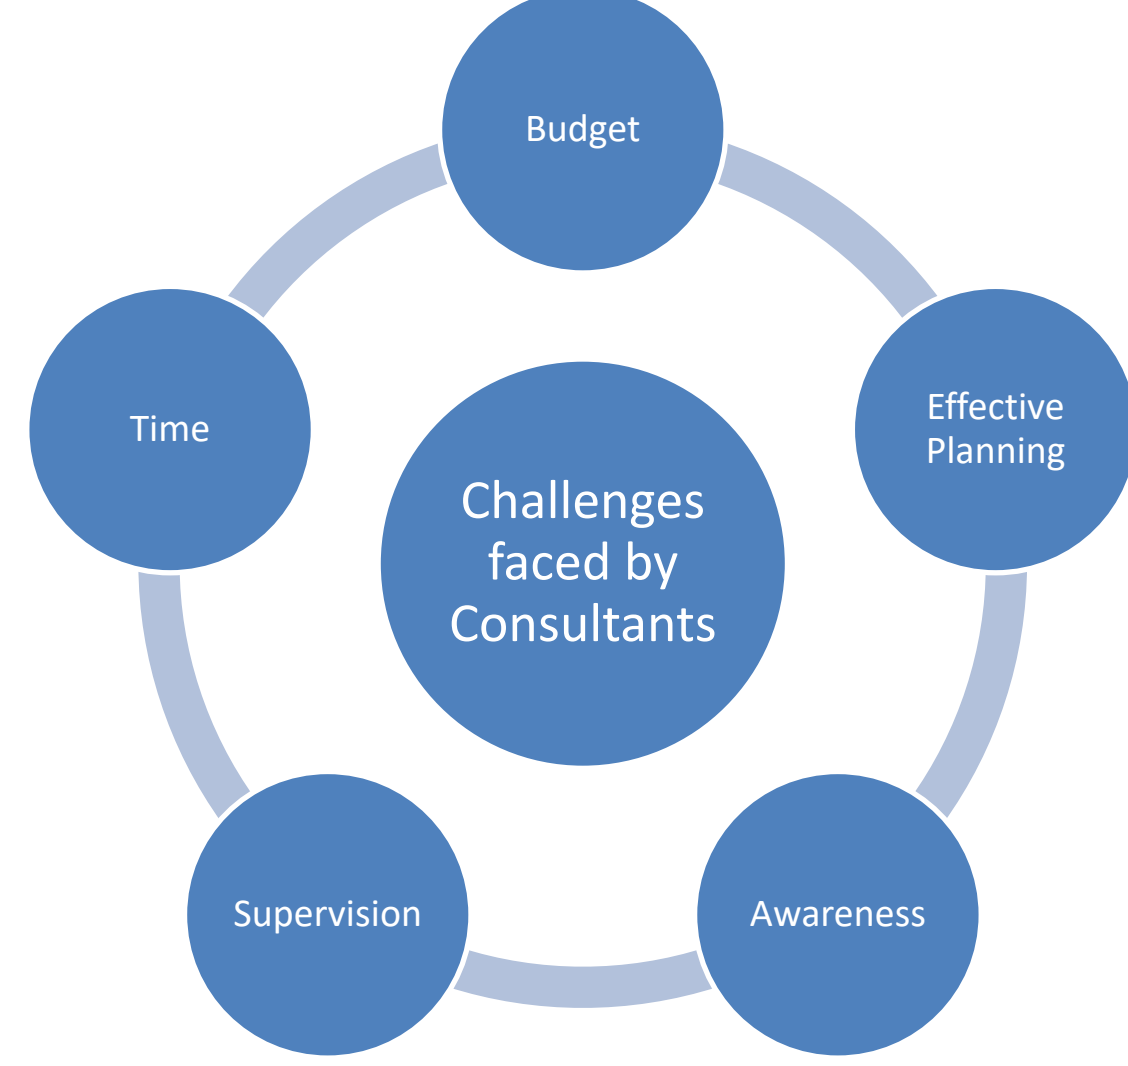 Budget
Effective
Planning
Time
Challenges
faced by
Consultants
Supervision
Awareness